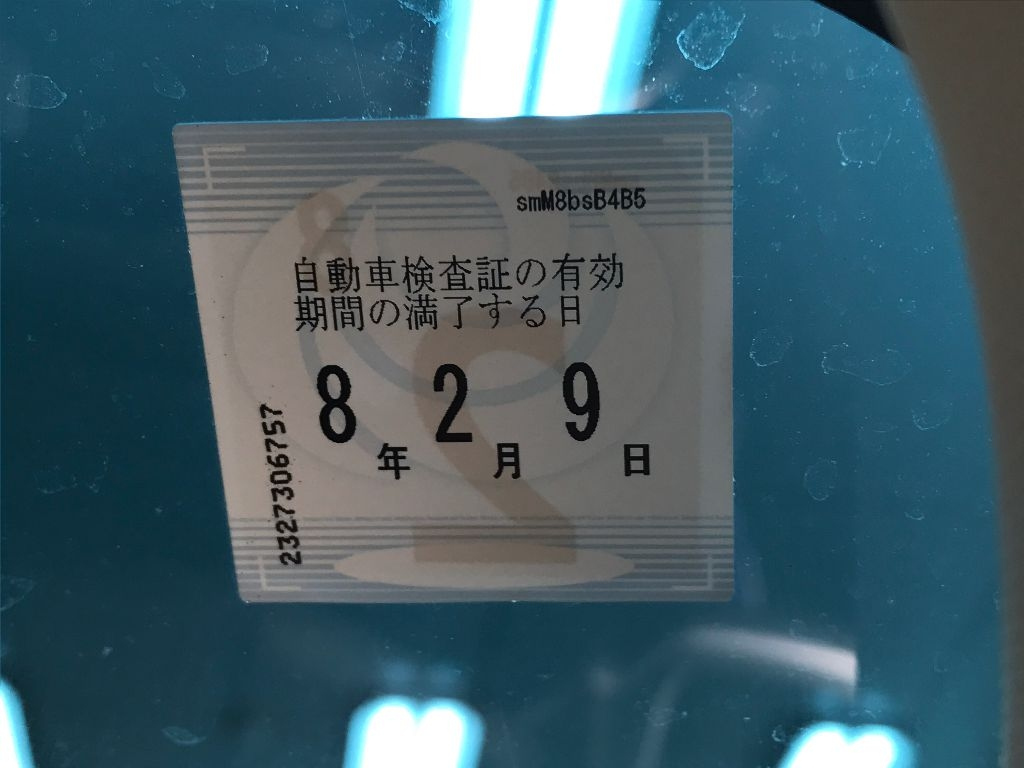 smM8bsB4B5
自動車検査証の有効
期間の満了する日
8年2月9日
2327306757